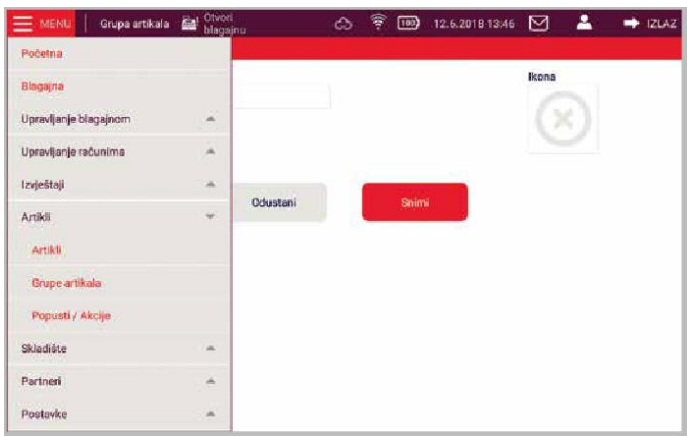 MENU
Grupa artikala
Otvori
blagajnu
100
12.6.2018 13:46
IZLAZ
Početna
Blagajna
Upravljanje blagajnom
Upravljanje računima
Izvještaji
Artikli
Artikli
Grupe artikala
Popusti / Akcije
Skladište
Partneri
Postavke
Ikona
Odustani
Snimi